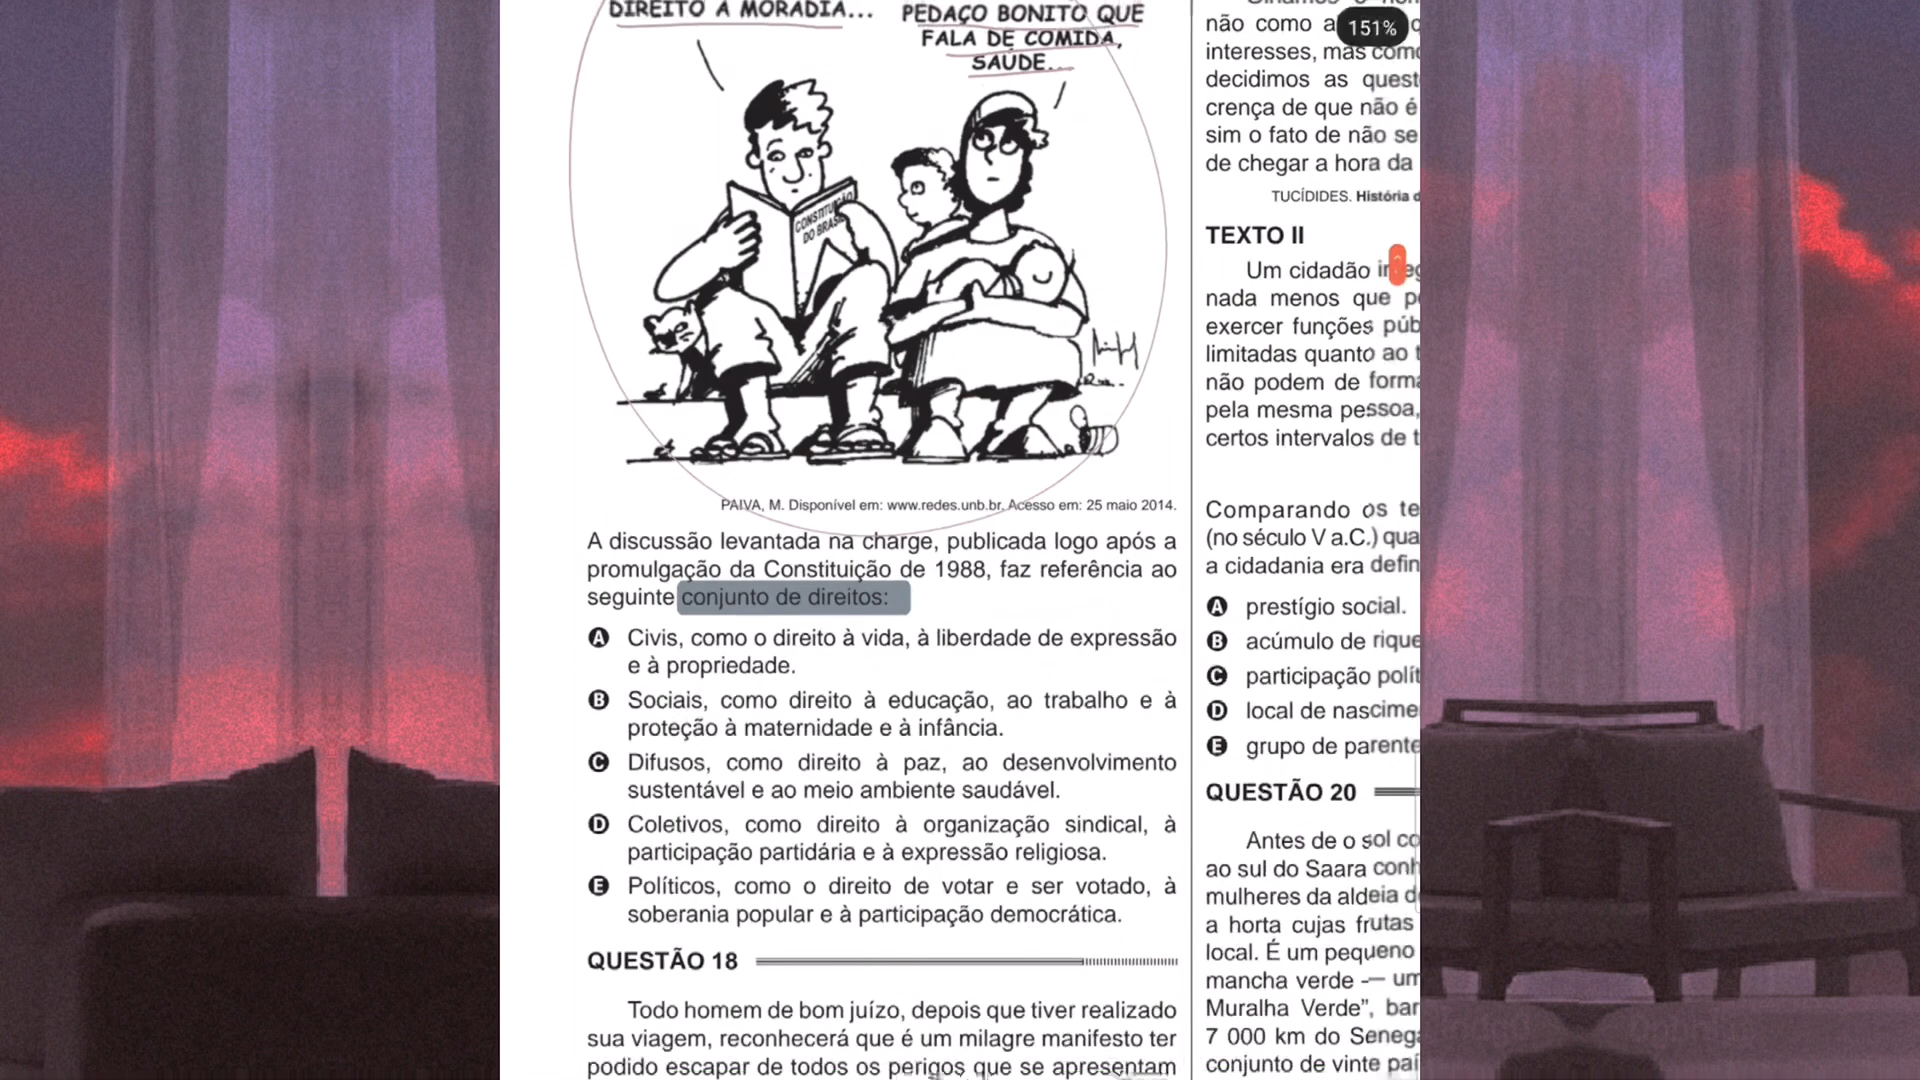 DIREITO A MORADIA...
PEDAÇO BONITO QUE
FALA DE COMIDA,
SAÚDE...
CONSTITUIÇÃO
DO BRASIL
PAIVA, M. Disponível em: www.redes.unb.br. Acesso em: 25 maio 2014.
A discussão levantada na charge, publicada logo após a
promulgação da Constituição de 1988, faz referência ao
seguinte conjunto de direitos:
A Civis, como o direito à vida, à liberdade de expressão
e à propriedade.
B Sociais, como direito à educação, ao trabalho e à
proteção à maternidade e à infância.
C Difusos, como direito à paz, ao desenvolvimento
sustentável e ao meio ambiente saudável.
D Coletivos, como direito à organização sindical, à
participação partidária e à expressão religiosa.
E Políticos, como o direito de votar e ser votado, à
soberania popular e à participação democrática.
QUESTÃO 18
Todo homem de bom juízo, depois que tiver realizado
sua viagem, reconhecerá que é um milagre manifesto ter
podido escapar de todos os perigos que se apresentam
não como a
151%
interesses, mas como
decidimos as quest
crença de que não é
sim o fato de não se
de chegar a hora da
TUCÍDIDES. História d
TEXTO II
Um cidadão
nada menos que p
exercer funções púb
limitadas quanto ao t
não podem de forma
pela mesma pessoa,
certos intervalos de t
Comparando os te
(no século V a.C.) qua
a cidadania era defin
A prestígio social.
B acúmulo de rique
C participação polít
D local de nascime
E grupo de parente
QUESTÃO 20
Antes de o sol co
ao sul do Saara conh
mulheres da aldeia d
a horta cujas frutas
local. É um pequeno
mancha verde — um
Muralha Verde", bar
7 000 km do Senega
conjunto de vinte paí